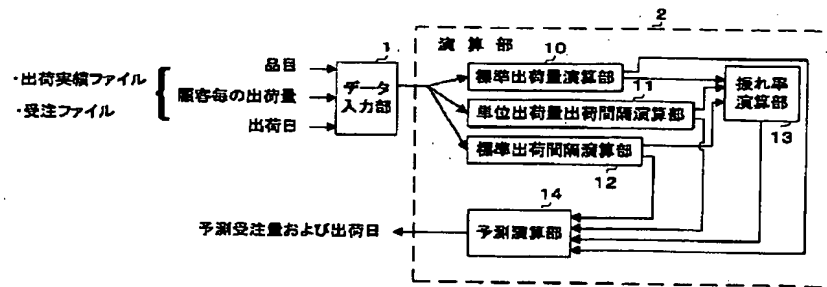 2
演算部
1
10
品目
標準出荷量演算部
・出荷実績ファイル
データ
入力部
11
振れ率
演算部
顧客毎の出荷量
単位出荷量出荷間隔演算部
・受注ファイル
13
出荷日
標準出荷間隔演算部
12
14
予測受注量および出荷日
予測演算部